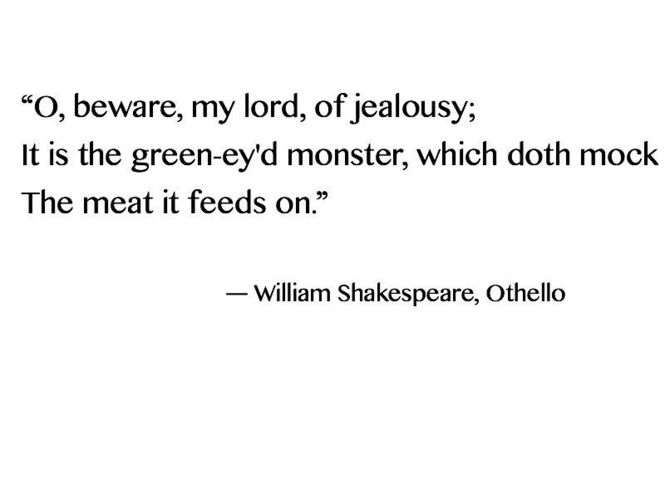 “O, beware, my lord, of jealousy;
It is the green-ey'd monster, which doth mock
The meat it feeds on.”
— William Shakespeare, Othello